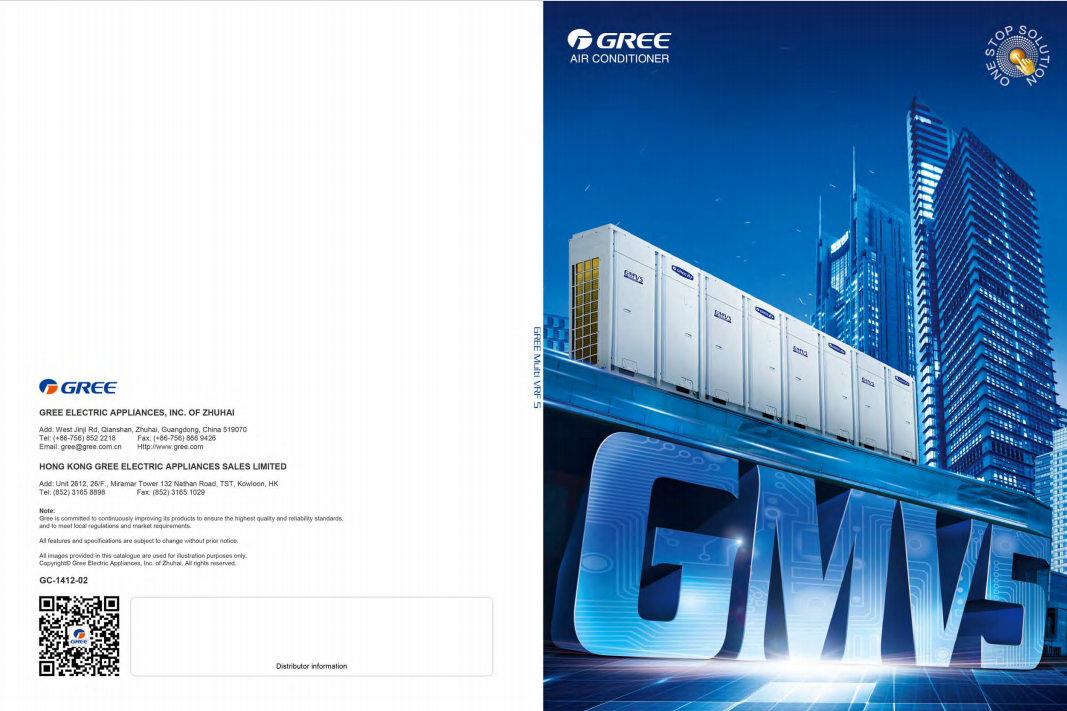 GREE
GREE ELECTRIC APPLIANCES, INC. OF ZHUHAI
Add: West Jinji Rd, Qianshan, Zhuhai, Guangdong, China 519070
Tel: (+86-756) 852 2218 Fax: (+86-756) 866 9426
Email: gree@gree.com.cn Http://www.gree.com
HONG KONG GREE ELECTRIC APPLIANCES SALES LIMITED
Add: Unit 2612, 26/F., Miramar Tower 132 Nathan Road, TST, Kowloon, HK
Tel: (852) 3165 8898 Fax: (852) 3165 1029
Note:
Gree is committed to continuously improving its products to ensure the highest quality and reliability standards,
and to meet local regulations and market requirements.
All features and specifications are subject to change without prior notice.
All images provided in this catalogue are used for illustration purposes only.
Copyright© Gree Electric Appliances, Inc. of Zhuhai. All rights reserved.
GC-1412-02
GREE
Distributor information
GREE Multi VRF 5
GREE
AIR CONDITIONER
ONE STOP SOLUTION
GMV5
GMV5
GMV5
GMV5
GMV5